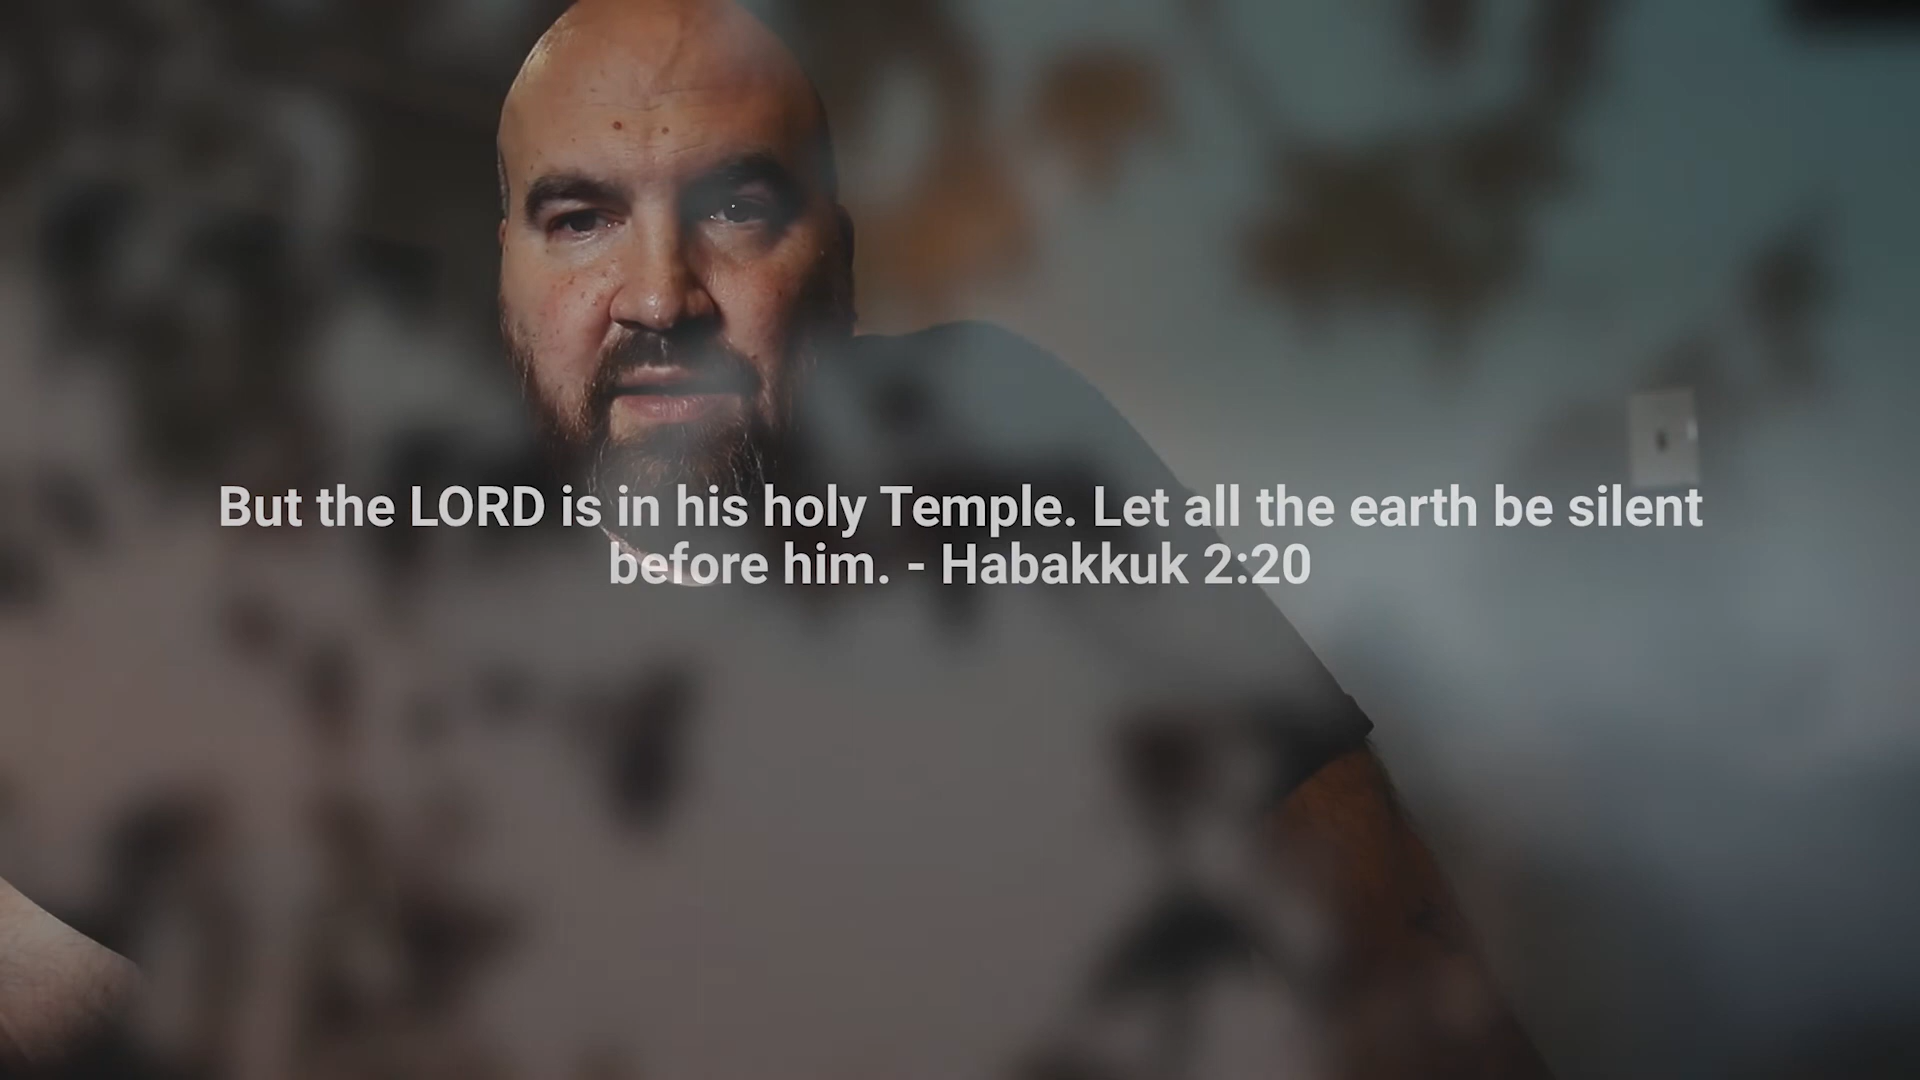 But the LORD is in his holy Temple. Let all the earth be silent
before him. - Habakkuk 2:20